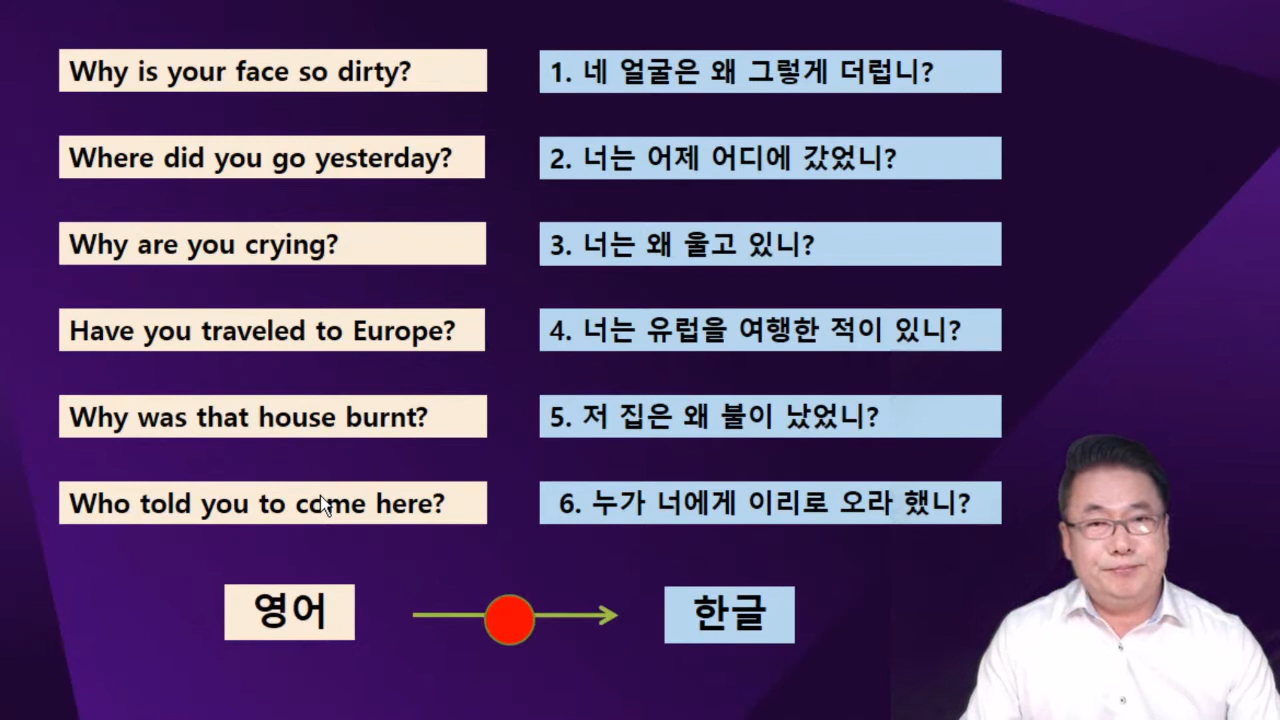 Why is your face so dirty?
1. 네 얼굴은 왜 그렇게 더럽니?
Where did you go yesterday?
2. 너는 어제 어디에 갔었니?
Why are you crying?
3. 너는 왜 울고 있니?
Have you traveled to Europe?
4. 너는 유럽을 여행한 적이 있니?
Why was that house burnt?
5. 저 집은 왜 불이 났었니?
Who told you to come here?
6. 누가 너에게 이리로 오라 했니?
영어
한글